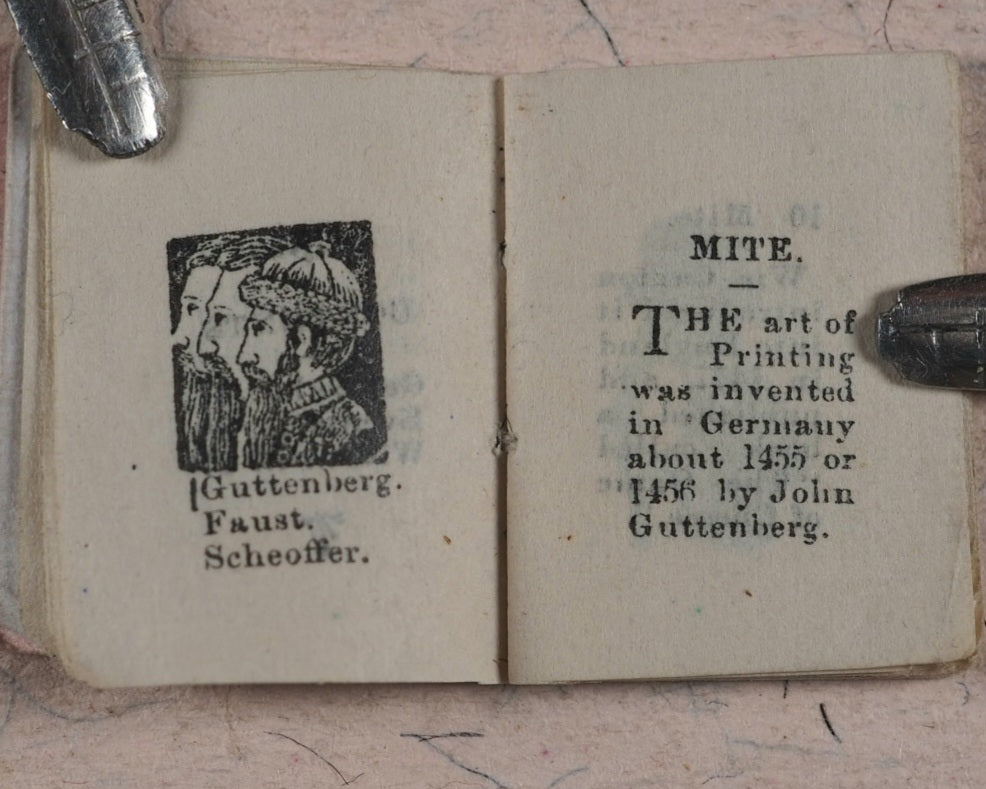 Guttenberg.
Faust.
Scheoffer.
MITE.
THE art of
Printing
was invented
in Germany
about 1455 or
1456 by John
Guttenberg.